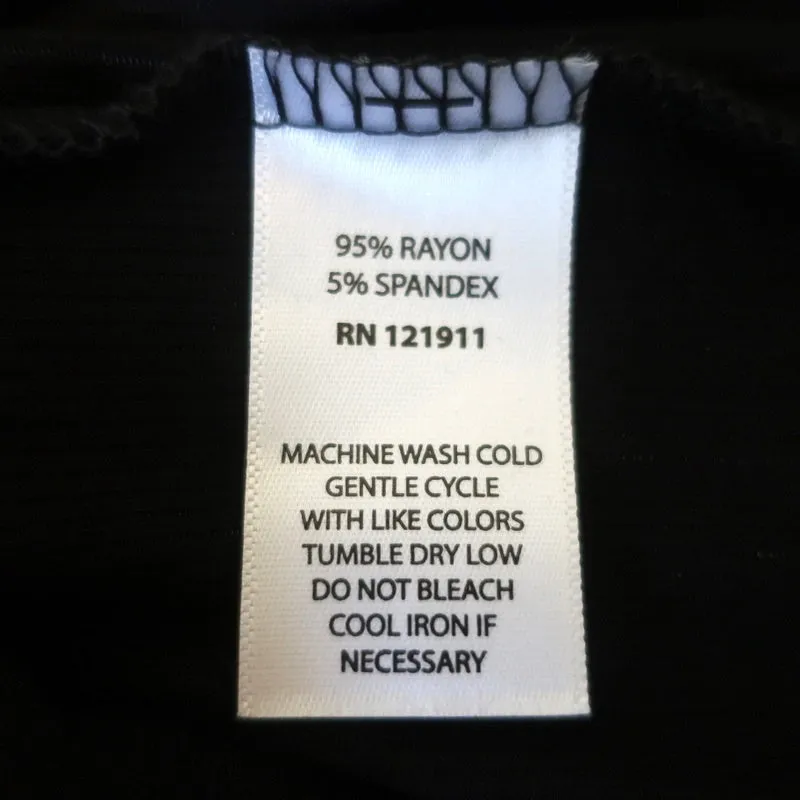 95% RAYON
5% SPANDEX
RN 121911
MACHINE WASH COLD
GENTLE CYCLE
WITH LIKE COLORS
TUMBLE DRY LOW
DO NOT BLEACH
COOL IRON IF
NECESSARY